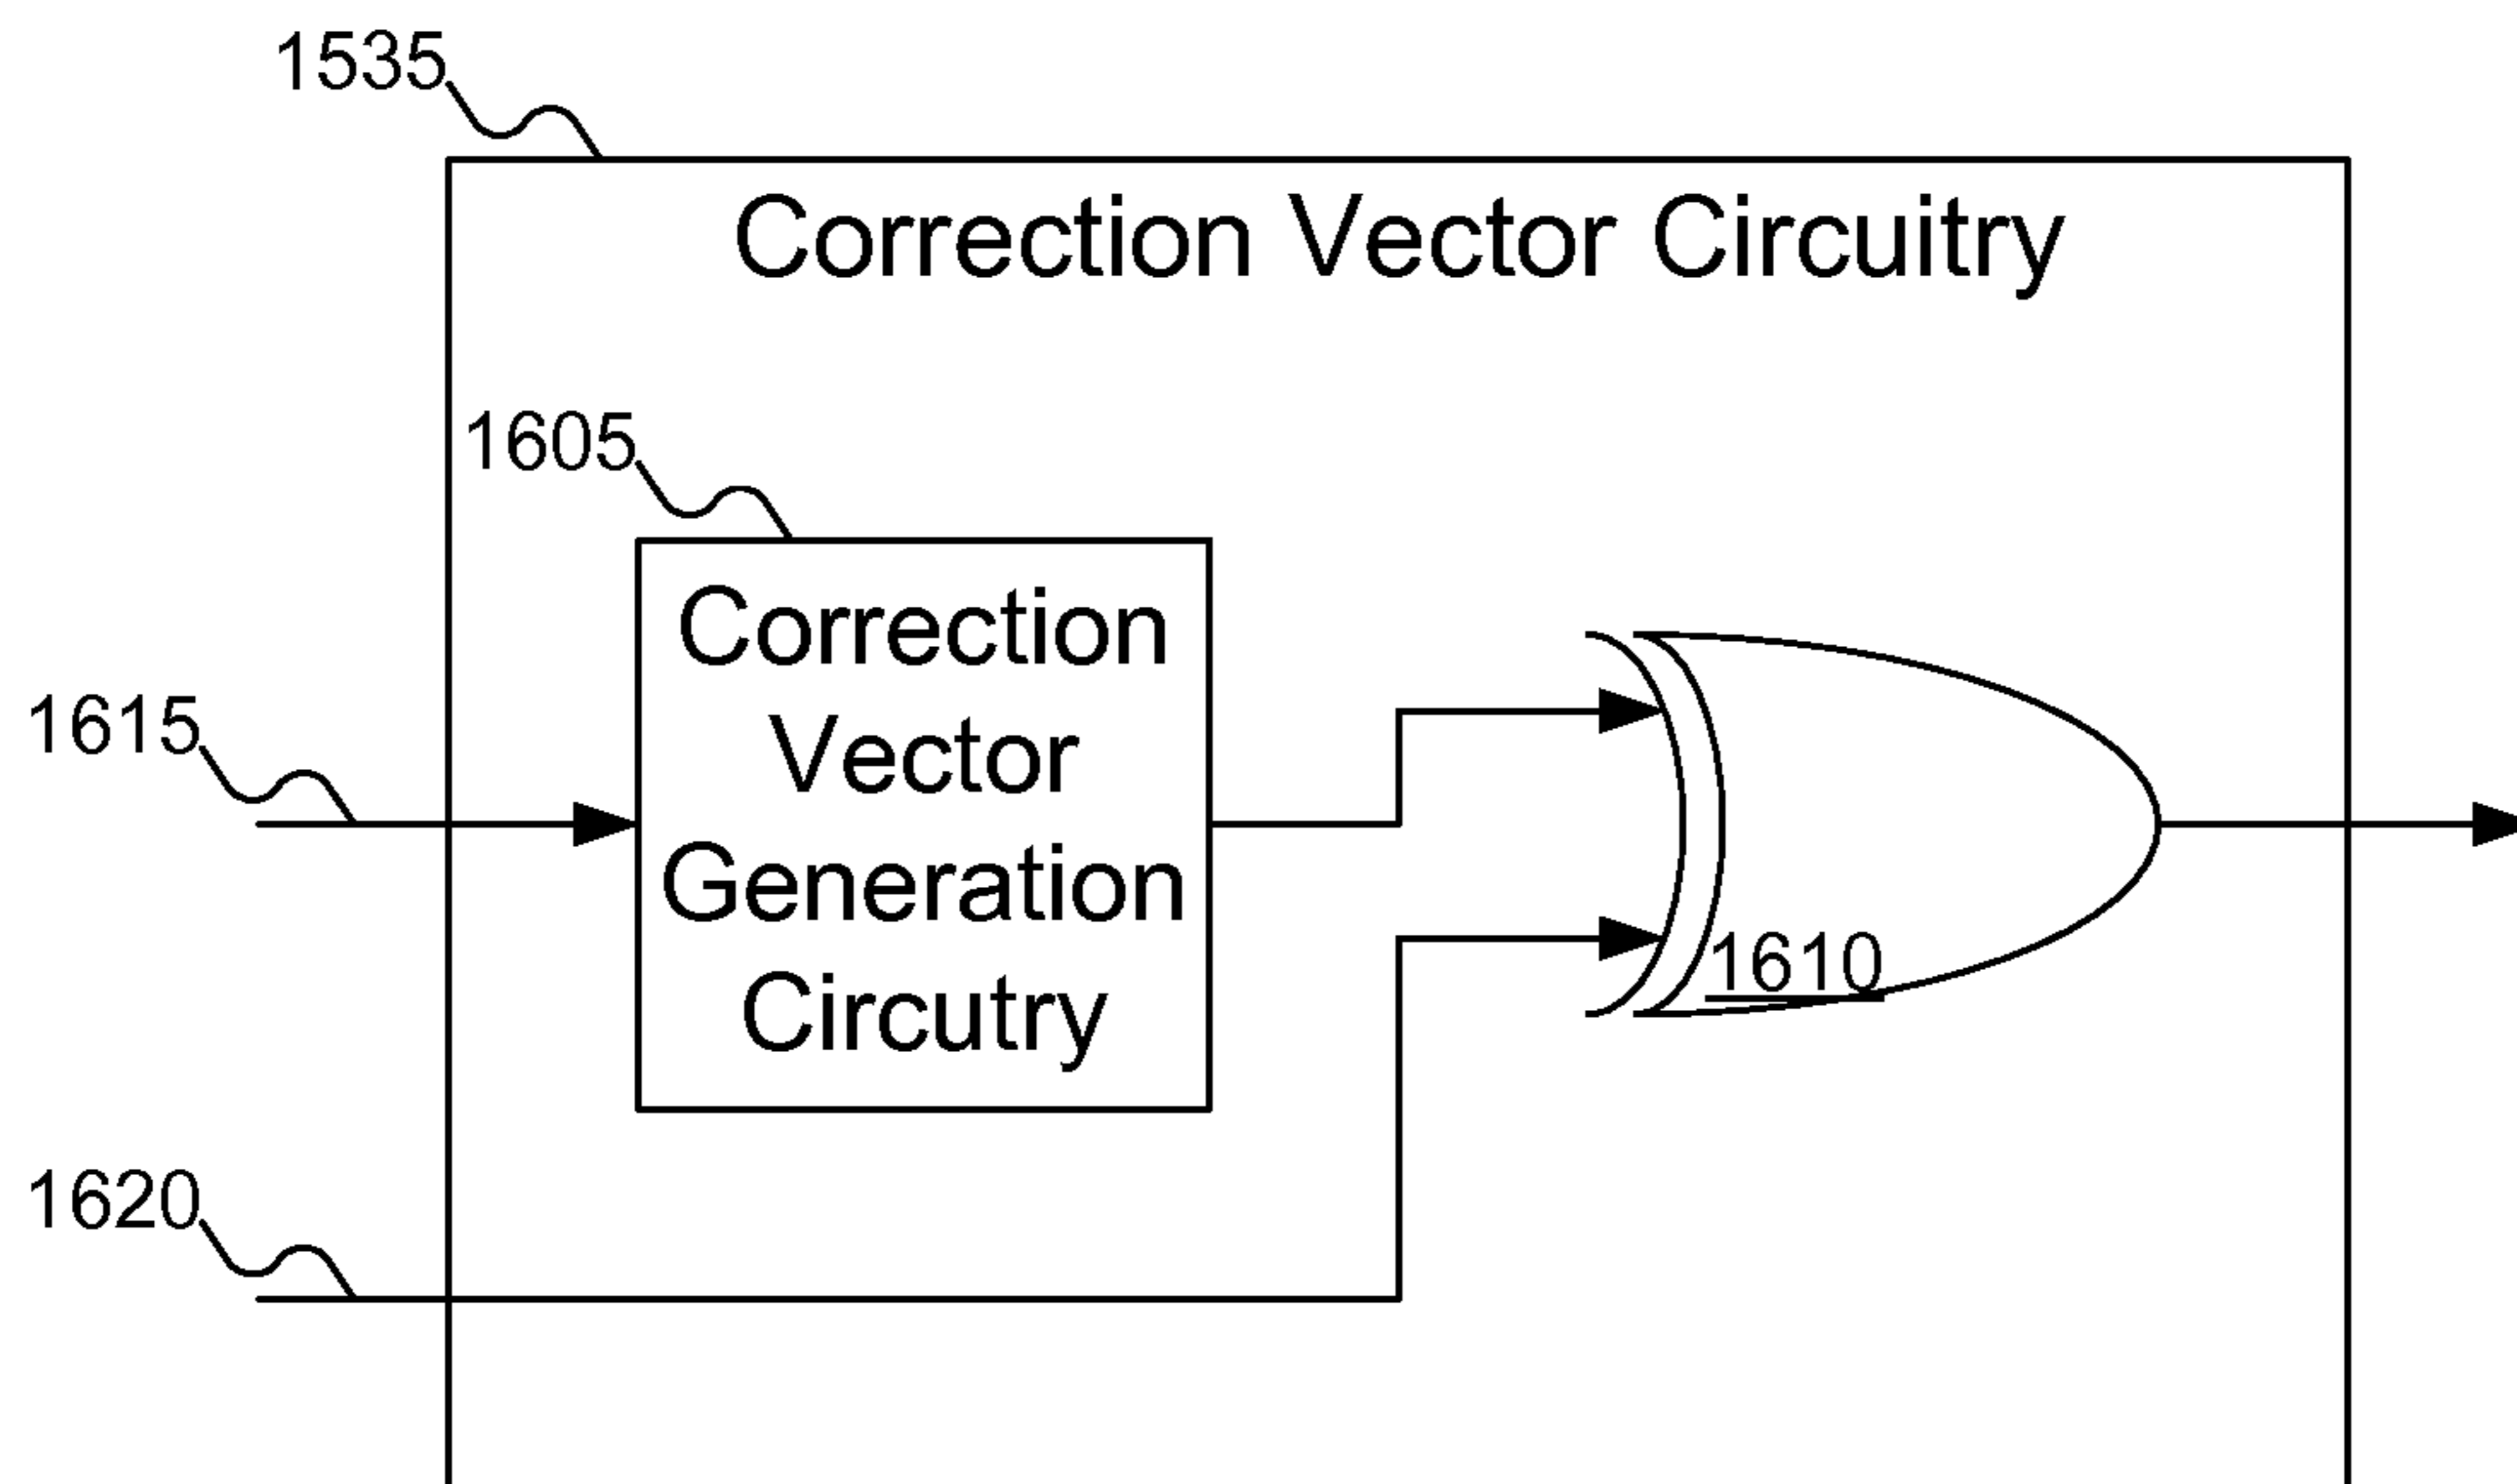 1535
Correction Vector Circuitry
1605
Correction
Vector
Generation
Circutry
1615
1610
1620